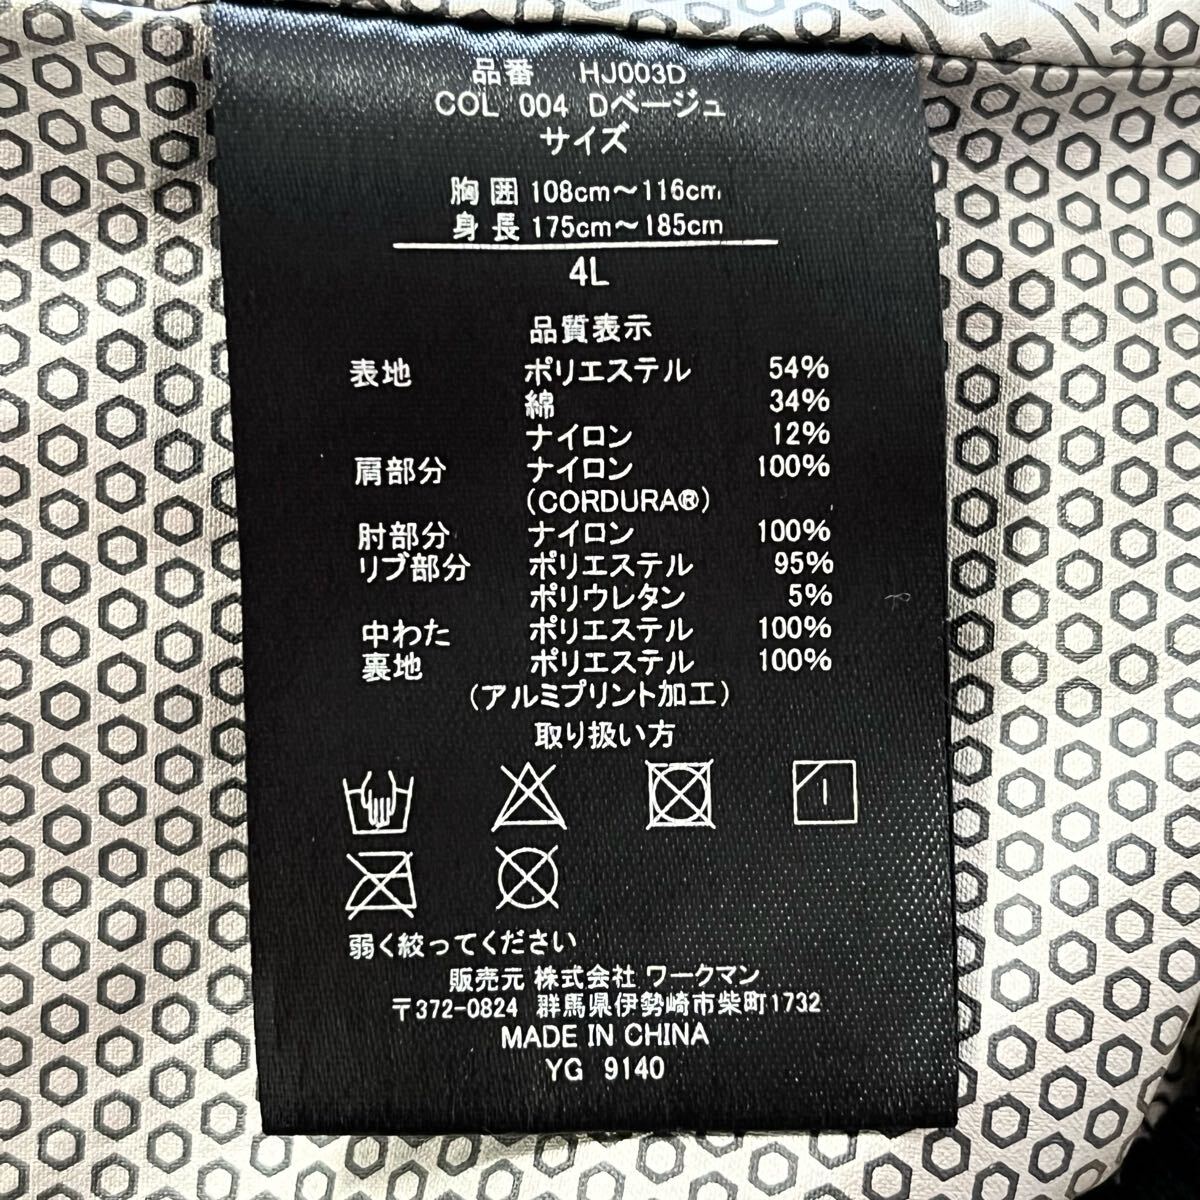 品番 HJ003D
COL 004 Dベージュ
サイズ
胸囲 108cm～116cm
身長 175cm～185cm
4L
品質表示
表地 ポリエステル 54%
綿 34%
ナイロン 12%
肩部分 ナイロン 100%
(CORDURA®)
肘部分 ナイロン 100%
リブ部分 ポリエステル 95%
ポリウレタン 5%
中わた ポリエステル 100%
裏地 ポリエステル 100%
(アルミプリント加工)
取り扱い方
弱く絞ってください
販売元 株式会社 ワークマン
〒372-0824 群馬県伊勢崎市柴町1732
MADE IN CHINA
YG 9140